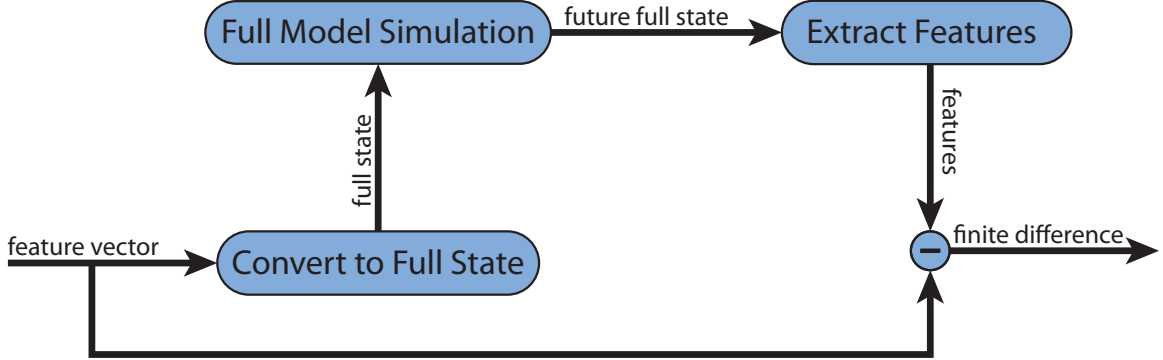 Full Model Simulation
future full state
Extract Features
full state
features
feature vector
Convert to Full State
−
finite difference